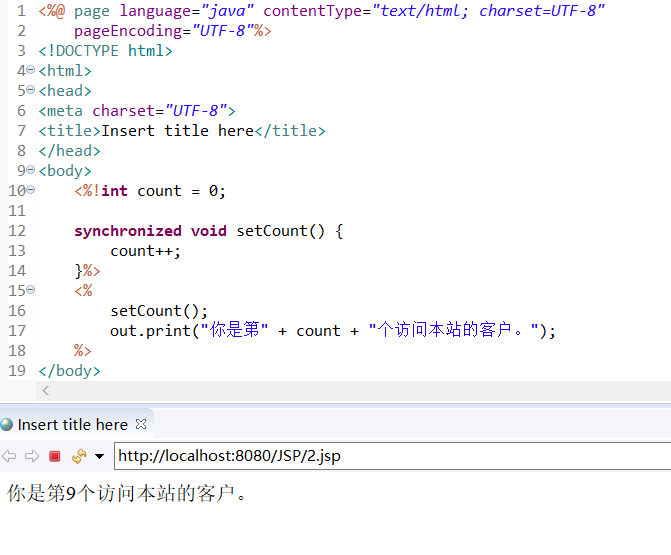 1 <%@ page language="java" contentType="text/html; charset=UTF-8"
2     pageEncoding="UTF-8"%>
3 <!DOCTYPE html>
4 <html>
5 <head>
6 <meta charset="UTF-8">
7 <title>Insert title here</title>
8 </head>
9 <body>
10     <%!int count = 0;
11
12     synchronized void setCount() {
13         count++;
14     }%>
15     <%
16         setCount();
17         out.print("你是第" + count + "个访问本站的客户。");
18     %>
19 </body>
Insert title here
http://localhost:8080/JSP/2.jsp
你是第9个访问本站的客户。